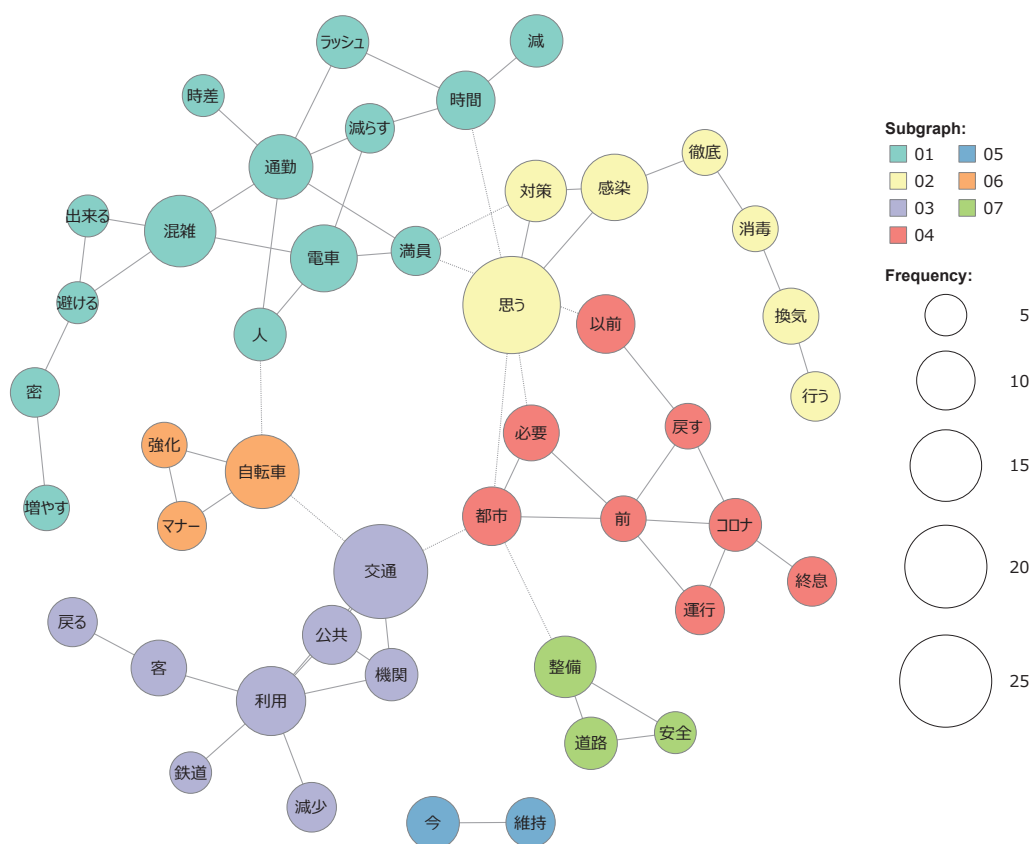 ラッシュ
減
時差
時間
減らす
通勤
徹底
対策
感染
出来る
混雑
消毒
電車
満員
避ける
思う
換気
以前
人
密
行う
必要
戻す
強化
自転車
増やす
マナー
都市
前
コロナ
交通
終息
運行
戻る
公共
客
機関
整備
利用
道路
安全
鉄道
減少
今
維持
Subgraph:
01 05
02 06
03 07
04
Frequency:
5
10
15
20
25